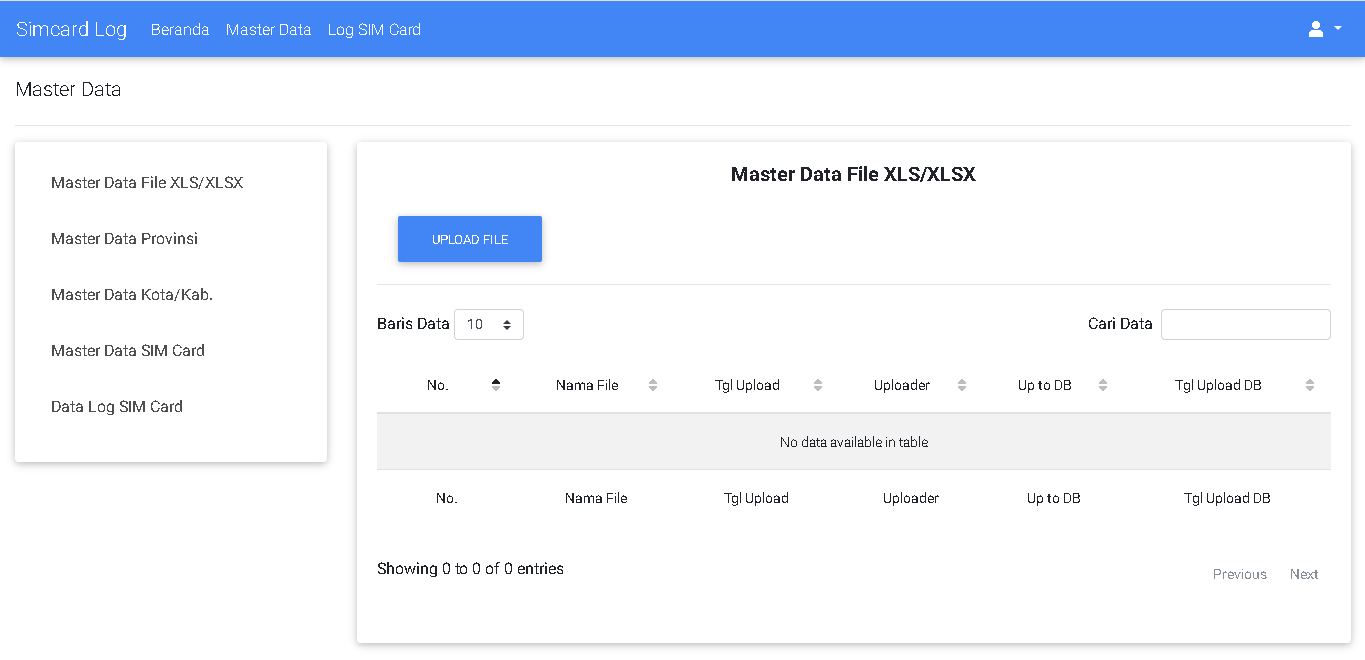 Simcard Log Beranda Master Data Log SIM Card
Master Data
Master Data File XLS/XLSX
Master Data Provinsi
Master Data Kota/Kab.
Master Data SIM Card
Data Log SIM Card
Master Data File XLS/XLSX
UPLOAD FILE
Baris Data 10 Cari Data
No. Nama File Tgl Upload Uploader Up to DB Tgl Upload DB
No data available in table
No. Nama File Tgl Upload Uploader Up to DB Tgl Upload DB
Showing 0 to 0 of 0 entries
Previous Next